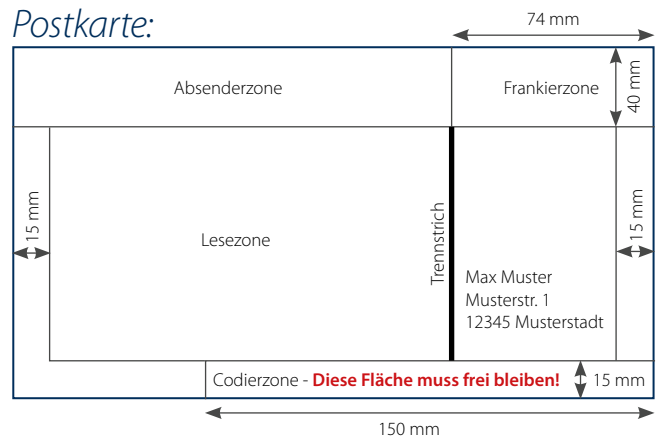 Postkarte:
74 mm
Absenderzone
Frankierzone
40 mm
15 mm
Lesezone
Trennstrich
15 mm
Max Muster
Musterstr. 1
12345 Musterstadt
Codierzone - Diese Fläche muss frei bleiben!
15 mm
150 mm